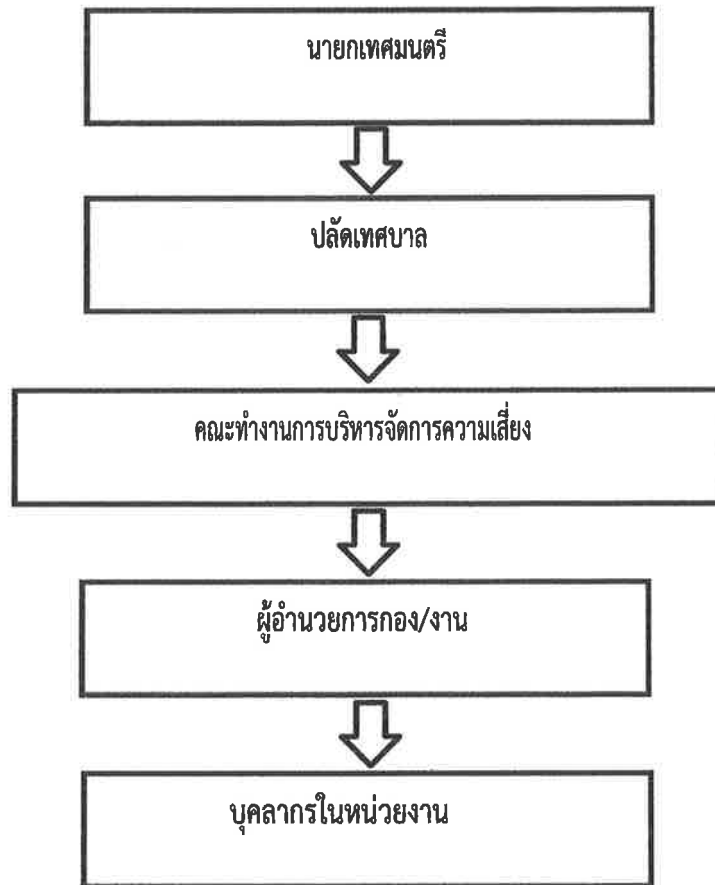 นายกเทศมนตรี
ปลัดเทศบาล
คณะทำงานการบริหารจัดการความเสี่ยง
ผู้อำนวยการกอง/งาน
บุคลากรในหน่วยงาน